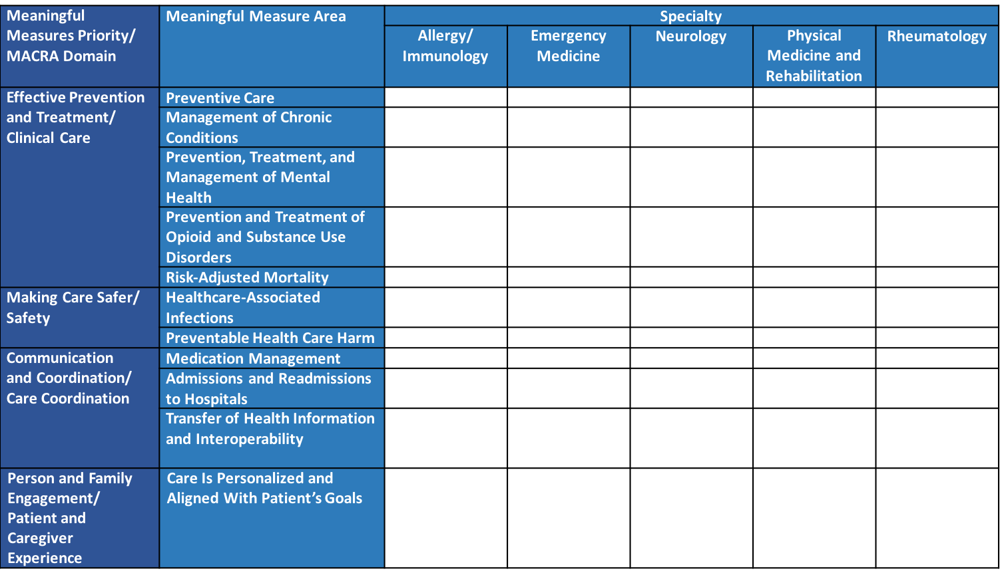 Meaningful
Measures Priority/
MACRA Domain
Meaningful Measure Area
Specialty
Allergy/
Immunology
Emergency
Medicine
Neurology
Physical
Medicine and
Rehabilitation
Rheumatology
Effective Prevention
and Treatment/
Clinical Care
Preventive Care
Management of Chronic
Conditions
Prevention, Treatment, and
Management of Mental
Health
Prevention and Treatment of
Opioid and Substance Use
Disorders
Risk-Adjusted Mortality
Making Care Safer/
Safety
Healthcare-Associated
Infections
Preventable Health Care Harm
Communication
and Coordination/
Care Coordination
Medication Management
Admissions and Readmissions
to Hospitals
Transfer of Health Information
and Interoperability
Person and Family
Engagement/
Patient and
Caregiver
Experience
Care Is Personalized and
Aligned With Patient’s Goals